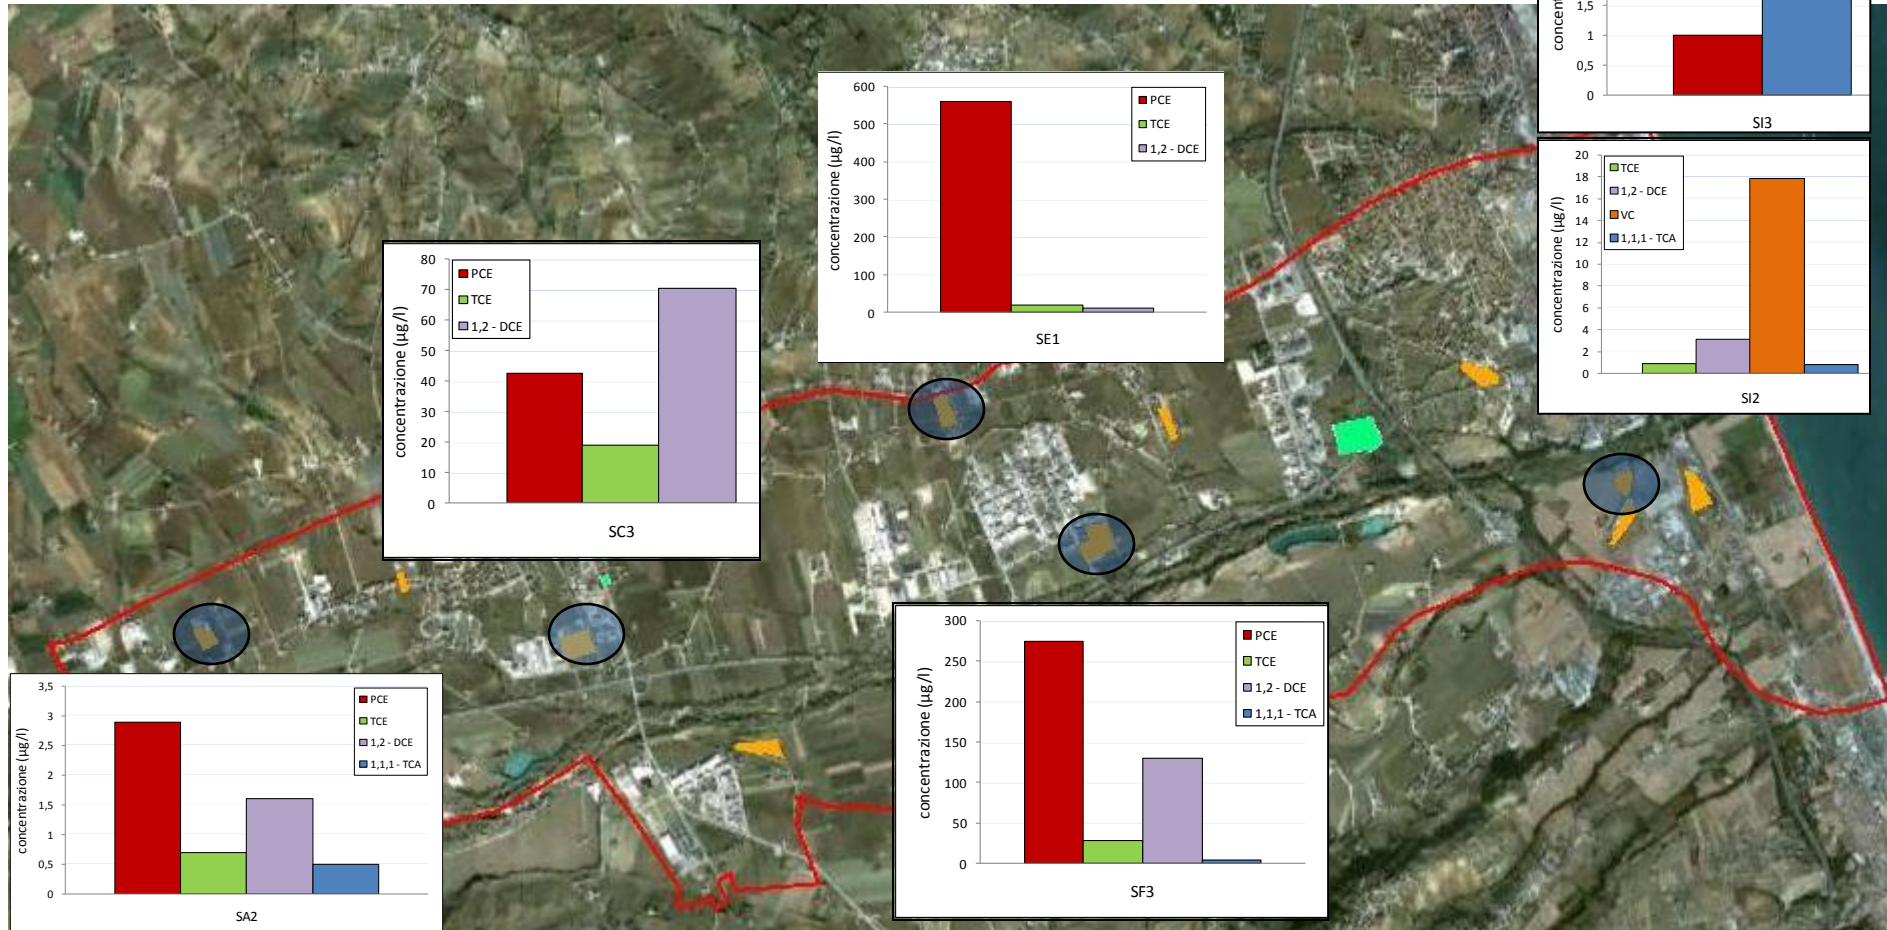 concentrazione (µg/l)
1,5
1
0,5
0
SI3
concentrazione (µg/l)
600
500
400
300
200
100
0
PCE
TCE
1,2 - DCE
SE1
concentrazione (µg/l)
20
18
16
14
12
10
8
6
4
2
0
TCE
1,2 - DCE
VC
1,1,1 - TCA
SI2
concentrazione (µg/l)
80
70
60
50
40
30
20
10
0
PCE
TCE
1,2 - DCE
SC3
concentrazione (µg/l)
300
250
200
150
100
50
0
PCE
TCE
1,2 - DCE
1,1,1 - TCA
SF3
concentrazione (µg/l)
3,5
3
2,5
2
1,5
1
0,5
0
PCE
TCE
1,2 - DCE
1,1,1 - TCA
SA2